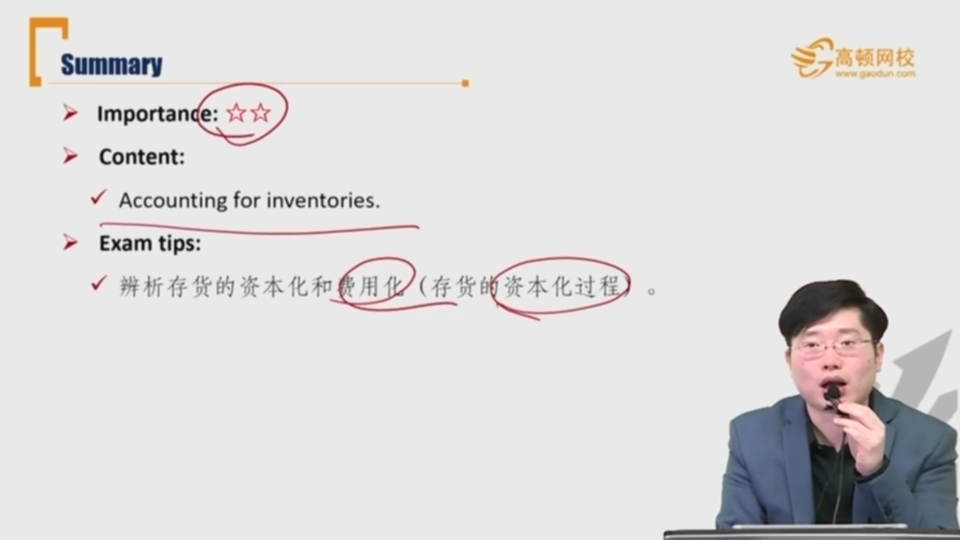 Summary
高顿网校
www.gaodun.com
Importance: ☆☆
Content:
Accounting for inventories.
Exam tips:
辨析存货的资本化和费用化（存货的资本化过程）。